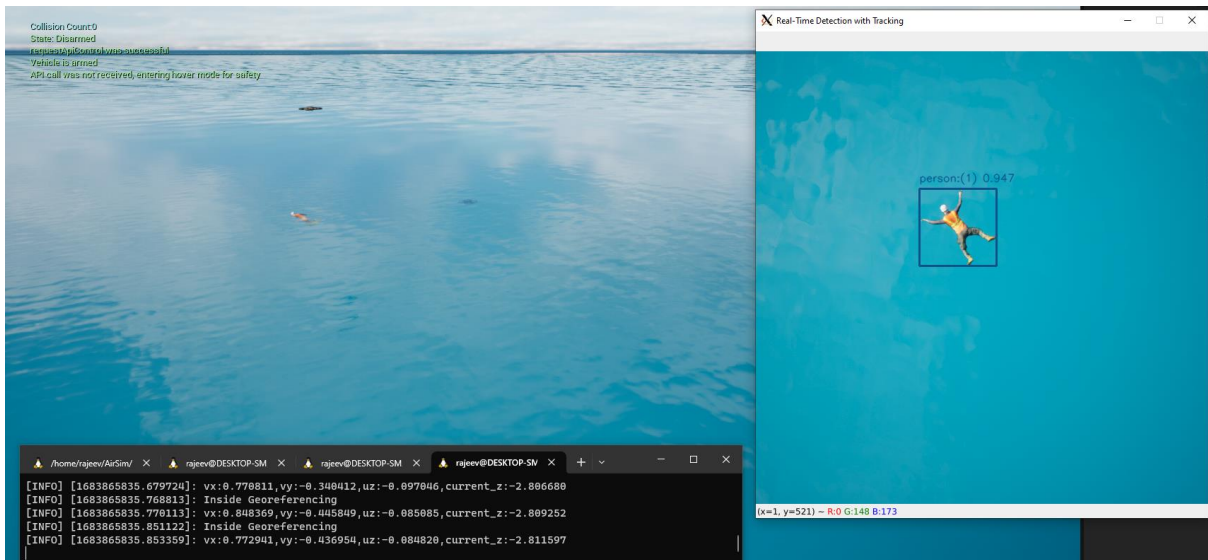 Collision Count:0
State: Disarmed
requestApiControl was successful
Vehicle is armed
API call was not received, entering hover mode for safety
Real-Time Detection with Tracking
person:(1) 0.947
(x=1, y=521) ~ R:0 G:148 B:173
/home/rajeev/AirSim/ rajeev@DESKTOP-SM rajeev@DESKTOP-SM rajeev@DESKTOP-SM
[INFO] [1683865835.679724]: vx:0.770811,vy:-0.340412,uz:-0.097046,current_z:-2.806680
[INFO] [1683865835.768813]: Inside Georeferencing
[INFO] [1683865835.770113]: vx:0.848369,vy:-0.445849,uz:-0.085085,current_z:-2.809252
[INFO] [1683865835.851122]: Inside Georeferencing
[INFO] [1683865835.853359]: vx:0.772941,vy:-0.436954,uz:-0.084820,current_z:-2.811597